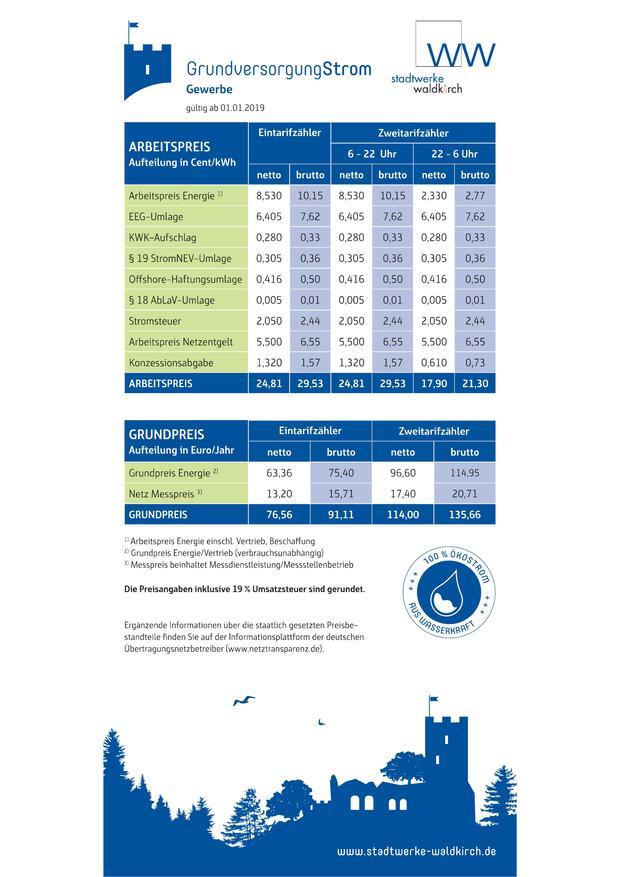 GrundversorgungStrom
Gewerbe
gültig ab 01.01.2019
WW
stadtwerke
waldkirch
ARBEITSPREIS
Aufteilung in Cent/kWh
Eintarifzähler Zweitarifzähler
6 – 22 Uhr 22 – 6 Uhr
netto brutto netto brutto netto brutto
Arbeitspreis Energie 1) 8,530 10,15 8,530 10,15 2,330 2,77
EEG-Umlage 6,405 7,62 6,405 7,62 6,405 7,62
KWK-Aufschlag 0,280 0,33 0,280 0,33 0,280 0,33
§ 19 StromNEV-Umlage 0,305 0,36 0,305 0,36 0,305 0,36
Offshore-Haftungsumlage 0,416 0,50 0,416 0,50 0,416 0,50
§ 18 AbLaV-Umlage 0,005 0,01 0,005 0,01 0,005 0,01
Stromsteuer 2,050 2,44 2,050 2,44 2,050 2,44
Arbeitspreis Netzentgelt 5,500 6,55 5,500 6,55 5,500 6,55
Konzessionsabgabe 1,320 1,57 1,320 1,57 0,610 0,73
ARBEITSPREIS 24,81 29,53 24,81 29,53 17,90 21,30
GRUNDPREIS
Aufteilung in Euro/Jahr
Eintarifzähler Zweitarifzähler
netto brutto netto brutto
Grundpreis Energie 2) 63,36 75,40 96,60 114,95
Netz Messpreis 3) 13,20 15,71 17,40 20,71
GRUNDPREIS 76,56 91,11 114,00 135,66
1) Arbeitspreis Energie einschl. Vertrieb, Beschaffung
2) Grundpreis Energie/Vertrieb (verbrauchsunabhängig)
3) Messpreis beinhaltet Messdienstleistung/Messstellenbetrieb
Die Preisangaben inklusive 19 % Umsatzsteuer sind gerundet.
100 % ÖKOSTROM
AUS WASSERKRAFT
Ergänzende Informationen über die staatlich gesetzten Preisbe-
standteile finden Sie auf der Informationsplattform der deutschen
Übertragungsnetzbetreiber (www.netztransparenz.de).
www.stadtwerke-waldkirch.de